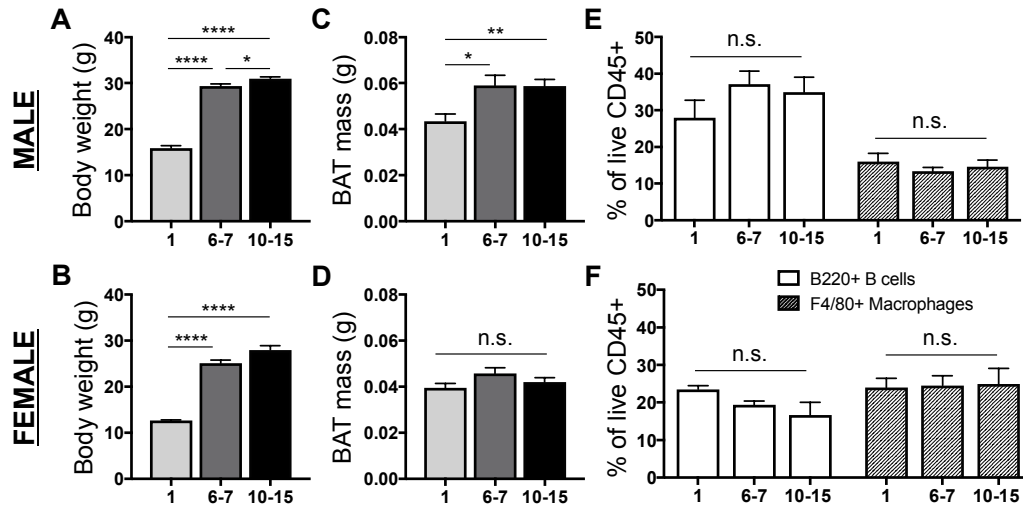 MALE
A
Body weight (g)
40
30
20
10
0
****
****
*
1 6-7 10-15
C
BAT mass (g)
0.08
0.06
0.04
0.02
0.00
**
*
1 6-7 10-15
E
% of live CD45+
50
40
30
20
10
0
n.s.
n.s.
1 6-7 10-15 1 6-7 10-15
FEMALE
B
Body weight (g)
40
30
20
10
0
****
****
1 6-7 10-15
D
BAT mass (g)
0.08
0.06
0.04
0.02
0.00
n.s.
1 6-7 10-15
F
% of live CD45+
50
40
30
20
10
0
B220+ B cells
F4/80+ Macrophages
n.s.
n.s.
1 6-7 10-15 1 6-7 10-15